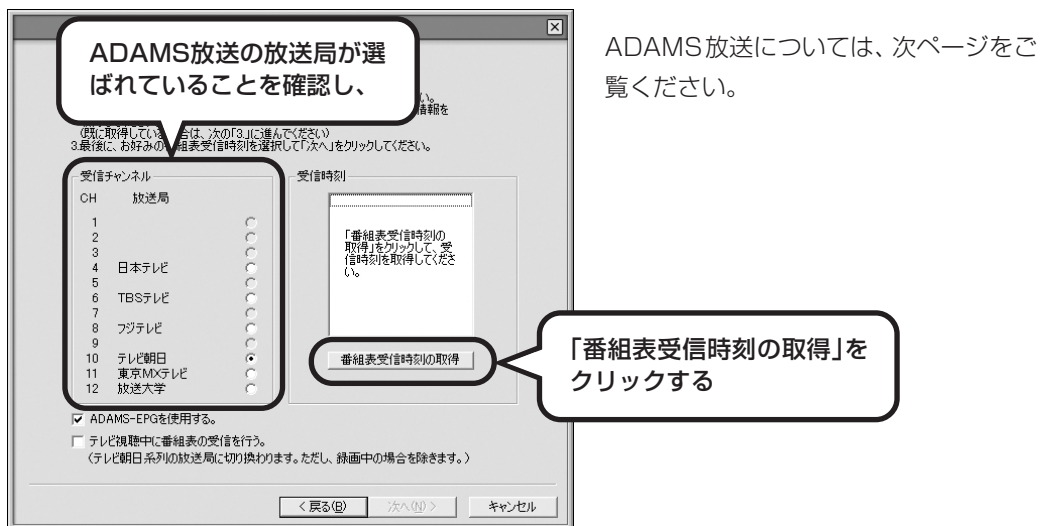 ADAMS放送の放送局が選
ばれていることを確認し、
ADAMS放送については、次ページをご
覧ください。
い。
情報を
(既に取得してい 合は、次の「3.」に進んでください)
3.最後に、お好みの 組表受信時刻を選択して「次へ」をクリックしてください。
受信チャンネル
CH 放送局
1
2
3
4 日本テレビ
5
6 TBSテレビ
7
8 フジテレビ
9
10 テレビ朝日
11 東京MXテレビ
12 放送大学
受信時刻
「番組表受信時刻の
取得」をクリックして、受
信時刻を取得してくださ
い。
番組表受信時刻の取得
「番組表受信時刻の取得」を
クリックする
ADAMS-EPGを使用する。
テレビ視聴中に番組表の受信を行う。
(テレビ朝日系列の放送局に切り換わります。ただし、録画中の場合を除きます。)
< 戻る(B)
次へ(N) >
キャンセル